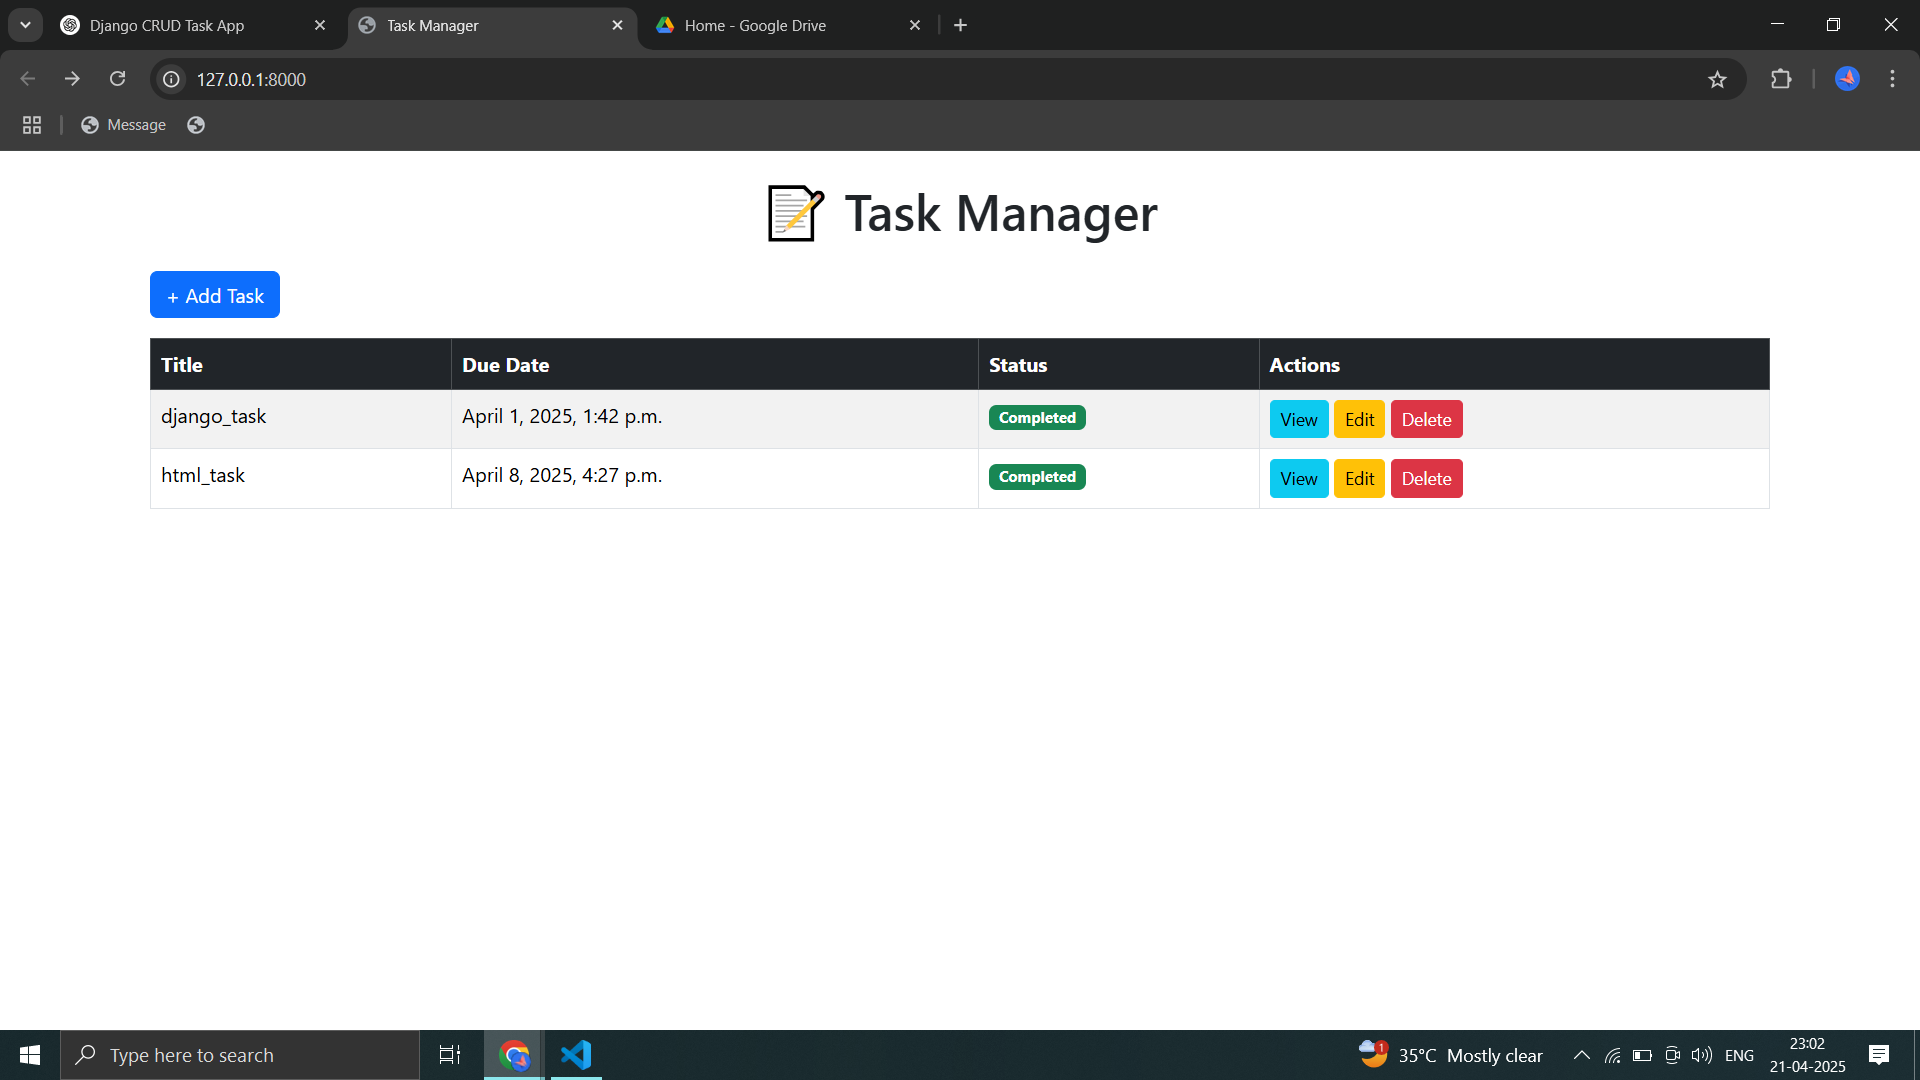 Django CRUD Task App
Task Manager
Home - Google Drive
127.0.0.1:8000
Message
📝 Task Manager
+ Add Task
Title Due Date Status Actions
django_task April 1, 2025, 1:42 p.m. Completed View Edit Delete
html_task April 8, 2025, 4:27 p.m. Completed View Edit Delete
Type here to search
1
35°C Mostly clear
ENG
23:02
21-04-2025